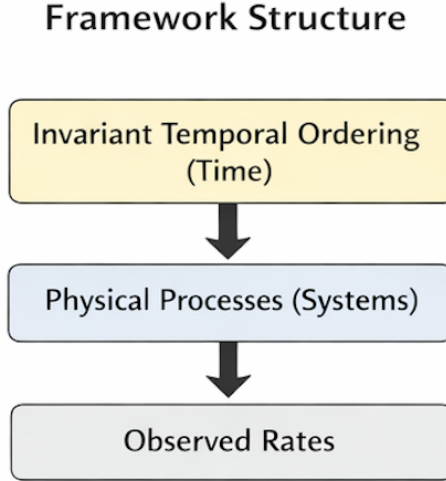 Framework Structure
Invariant Temporal Ordering
(Time)
Physical Processes (Systems)
Observed Rates